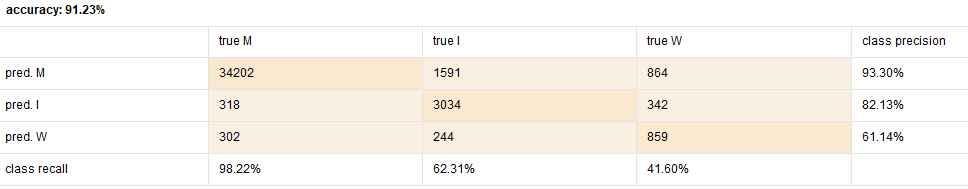 accuracy: 91.23%
true M true I true W class precision
pred. M 34202 1591 864 93.30%
pred. I 318 3034 342 82.13%
pred. W 302 244 859 61.14%
class recall 98.22% 62.31% 41.60%